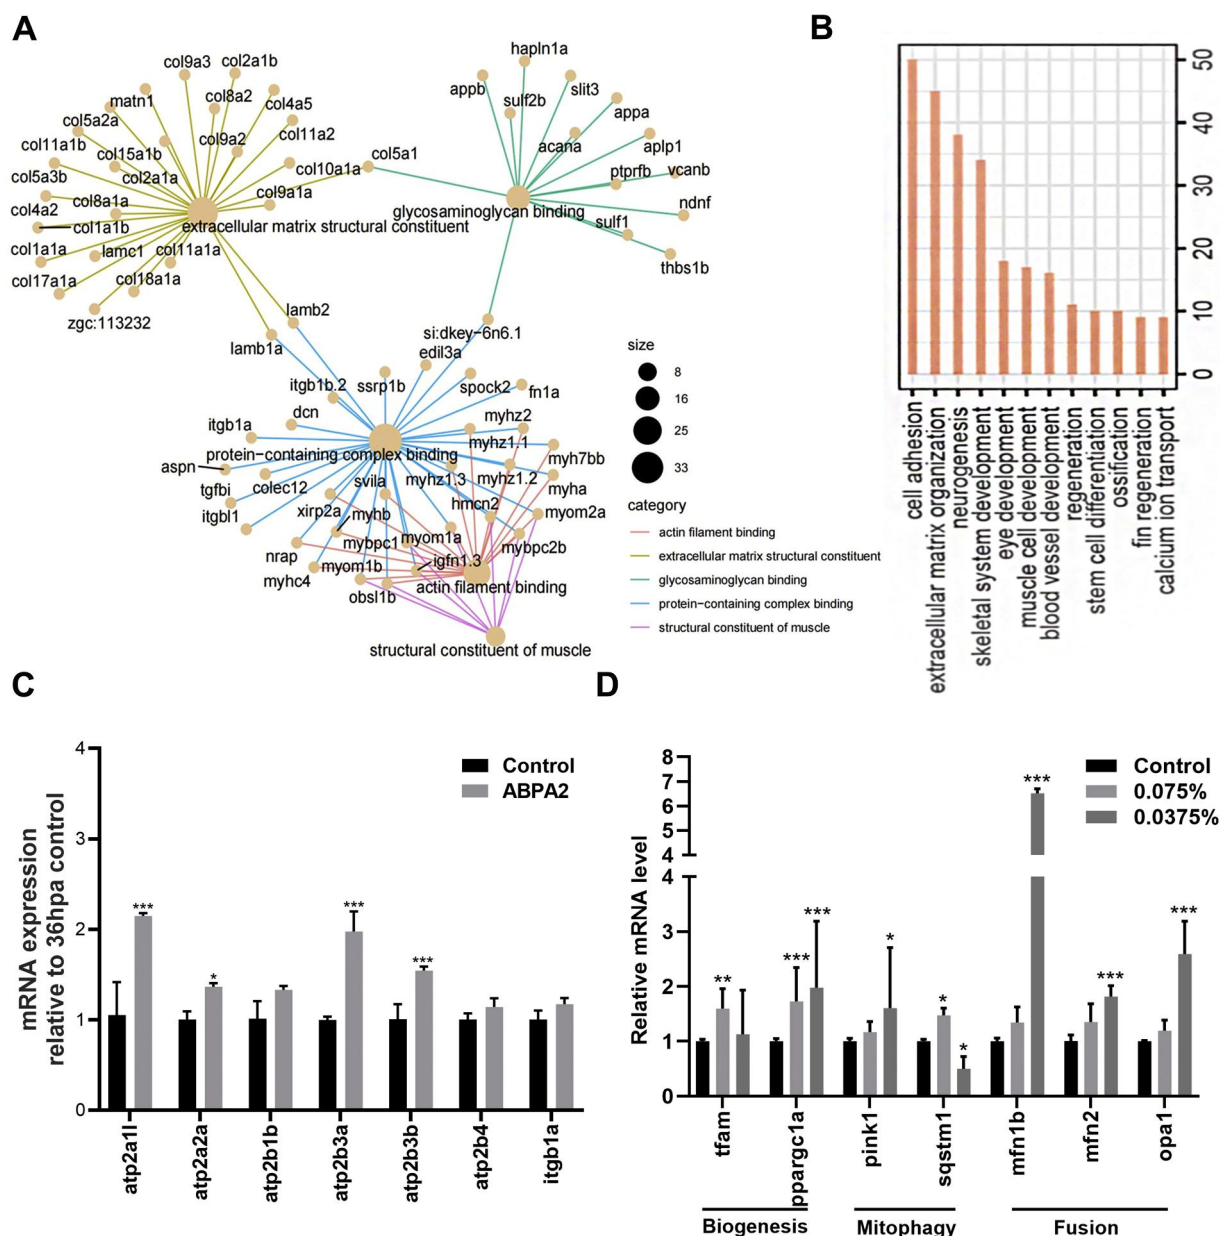 A
B
col9a3
col2a1b
hapln1a
matn1
col8a2
col4a5
appb
sulf2b
slit3
appa
col5a2a
col9a2
col11a2
acana
aplp1
col11a1b
col15a1b
col10a1a
col5a1
ptprfb
vcanb
col5a3b
col2a1a
col9a1a
ndnf
col4a2
col8a1a
glycosaminoglycan binding
sulf1
col1a1b
extracellular matrix structural constituent
col1a1a
lamc1
col11a1a
thbs1b
col17a1a
col18a1a
zgc:113232
lamb2
lamb1a
si:dkey-6n6.1
edil3a
itgb1b.2
ssrp1b
spock2
fn1a
dcn
myhz2
itgb1a
myhz1.1
protein-containing complex binding
myh7bb
aspn
tgfbi
colec12
svila
myhz1.3
myhz1.2
myha
itgbl1
xirp2a
myhb
hmcn2
myom2a
nrap
mybpc1
myom1a
mybpc2b
myhc4
myom1b
igfn1.3
obsl1b
actin filament binding
structural constituent of muscle
size
8
16
25
33
category
actin filament binding
extracellular matrix structural constituent
glycosaminoglycan binding
protein-containing complex binding
structural constituent of muscle
50
40
30
20
10
0
cell adhesion
extracellular matrix organization
neurogenesis
skeletal system development
eye development
muscle cell development
blood vessel development
regeneration
stem cell differentiation
ossification
fin regeneration
calcium ion transport
C
D
mRNA expression
relative to 36hpa control
4
3
2
1
0
Control
ABPA2
***
*
***
***
atp2a1l
atp2a2a
atp2b1b
atp2b3a
atp2b3b
atp2b4
itgb1a
Relative mRNA level
8
7
6
5
4
4
3
2
1
0
Control
0.075%
0.0375%
**
***
***
*
*
*
***
***
***
tfam
ppargc1a
pink1
sqstm1
mfn1b
mfn2
opa1
Biogenesis
Mitophagy
Fusion